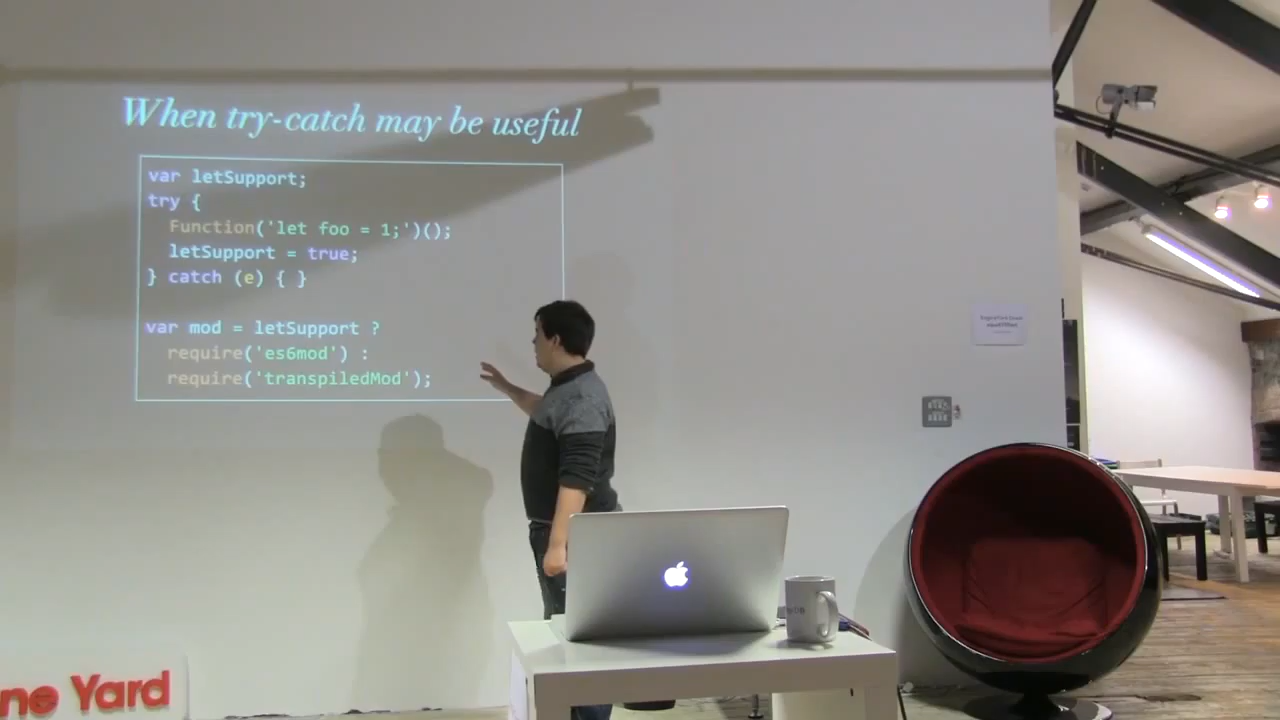 When try-catch may be useful
var letSupport;
try {
  Function('let foo = 1;')();
  letSupport = true;
} catch (e) { }
var mod = letSupport ?
  require('es6mod') :
  require('transpiledMod');
Yard